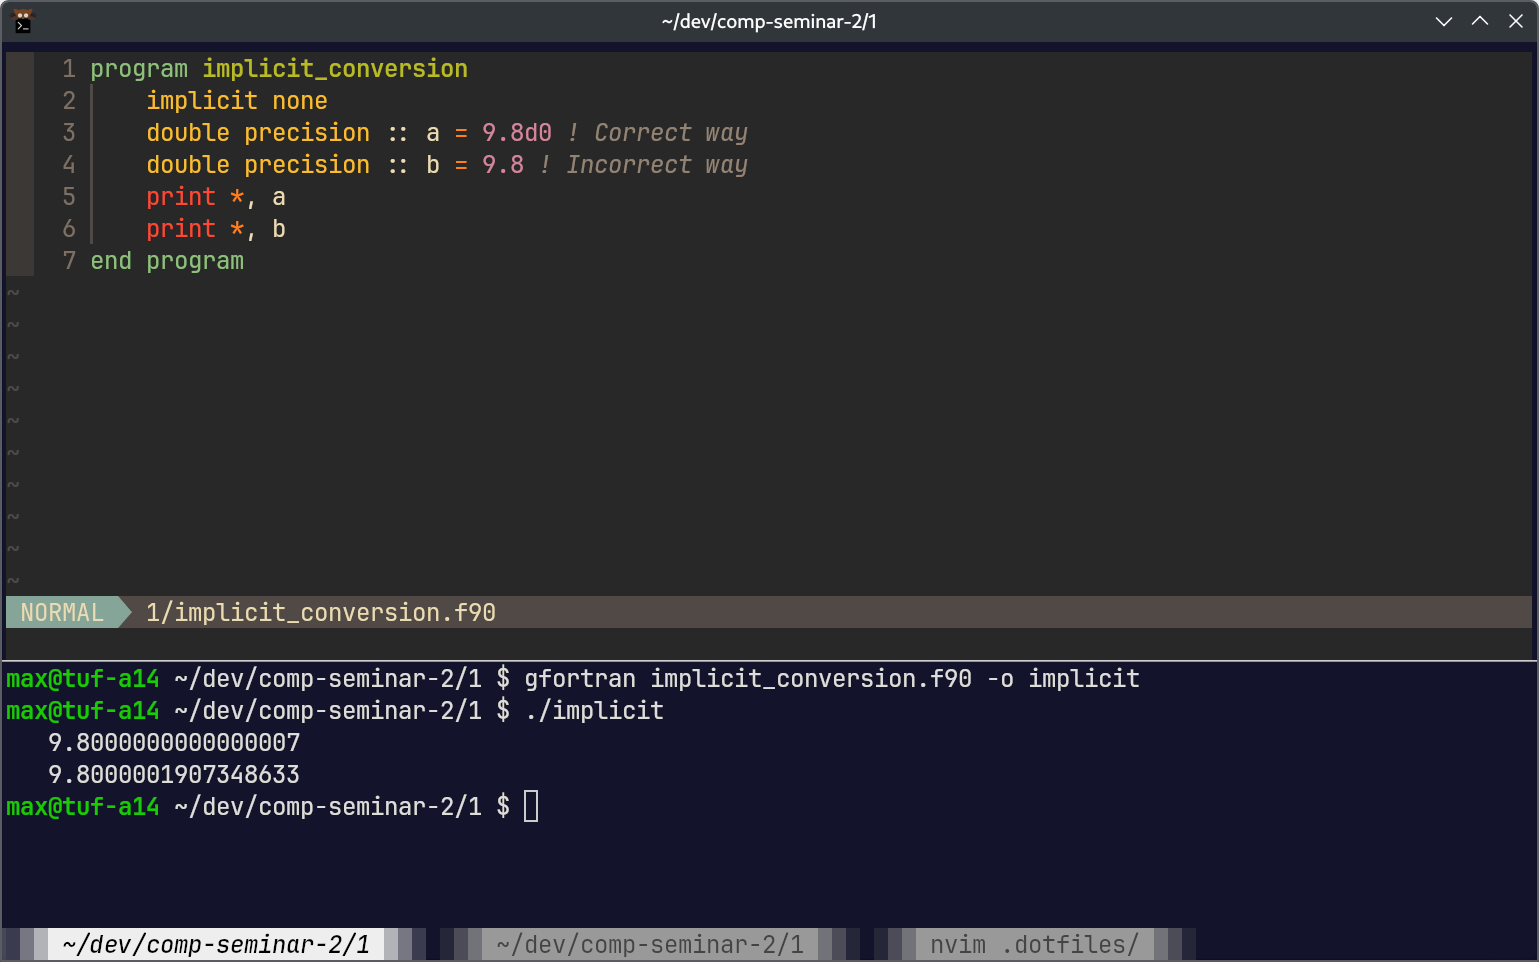 ~/dev/comp-seminar-2/1
1 program implicit_conversion
2     implicit none
3     double precision :: a = 9.8d0 ! Correct way
4     double precision :: b = 9.8 ! Incorrect way
5     print *, a
6     print *, b
7 end program
~
~
~
~
~
~
~
~
~
~
NORMAL 1/implicit_conversion.f90
max@tuf-a14 ~/dev/comp-seminar-2/1 $ gfortran implicit_conversion.f90 -o implicit
max@tuf-a14 ~/dev/comp-seminar-2/1 $ ./implicit
   9.8000000000000007
   9.8000001907348633
max@tuf-a14 ~/dev/comp-seminar-2/1 $
~/dev/comp-seminar-2/1 ~/dev/comp-seminar-2/1 nvim .dotfiles/